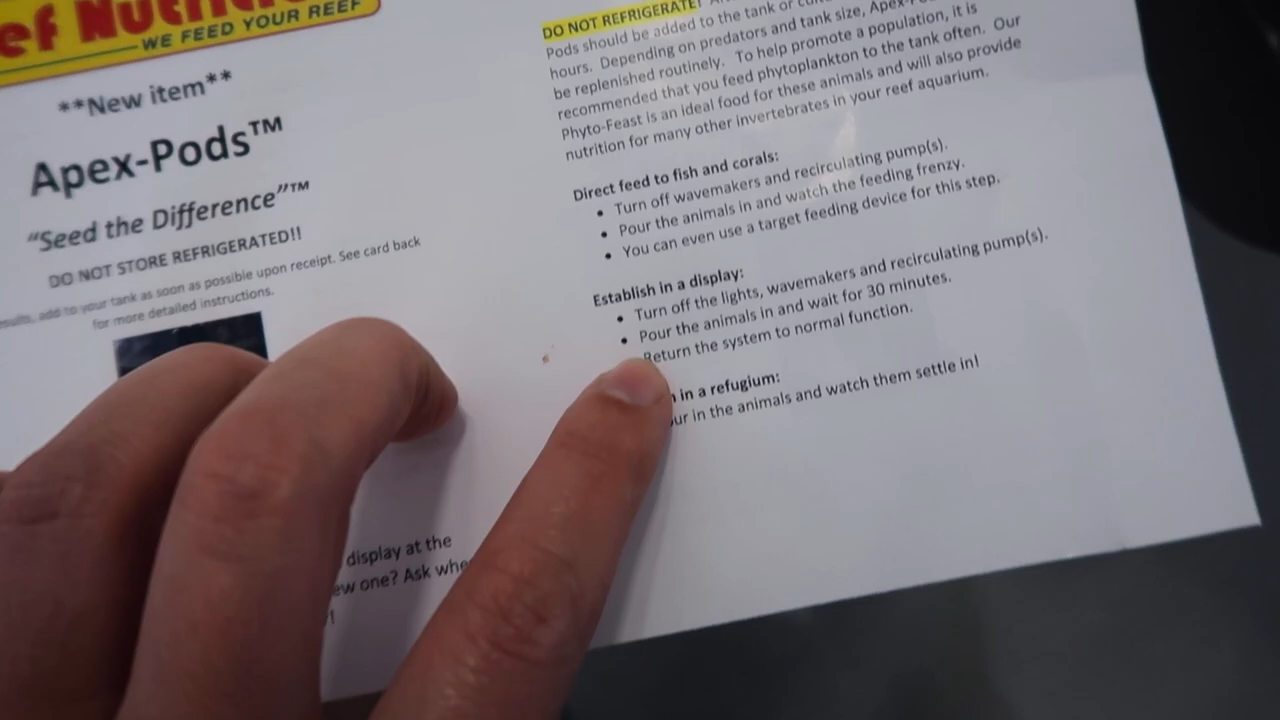 ef Nutriti
WE FEED YOUR REEF
**New item**
Apex-Pods™
"Seed the Difference"™
DO NOT STORE REFRIGERATED!!
esults, add to your tank as soon as possible upon receipt. See card back
for more detailed instructions.
display at the
ew one? Ask whe
DO NOT REFRIGERATE!
Pods should be added to the tank or
hours. Depending on predators and tank size,
be replenished routinely. To help promote a population, it is
recommended that you feed phytoplankton to the tank often. Our
Phyto-Feast is an ideal food for these animals and will also provide
nutrition for many other invertebrates in your reef aquarium.
Direct feed to fish and corals:
• Turn off wavemakers and recirculating pump(s).
• Pour the animals in and watch the feeding frenzy.
• You can even use a target feeding device for this step.
Establish in a display:
• Turn off the lights, wavemakers and recirculating pump(s).
• Pour the animals in and wait for 30 minutes.
Return the system to normal function.
in a refugium:
ur in the animals and watch them settle in!